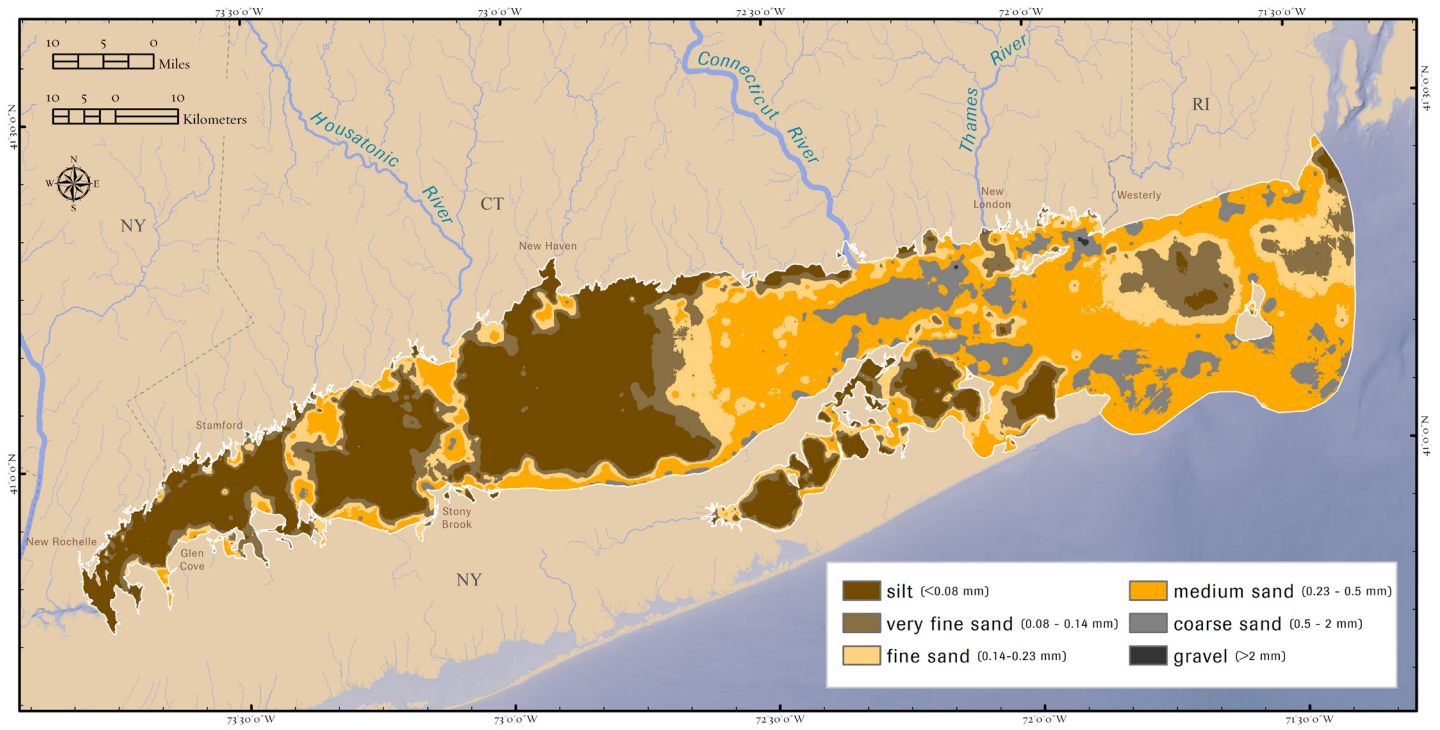 73°30'0"W 73°0'0"W 72°30'0"W 72°0'0"W 71°30'0"W
10 5 0
Miles
10 5 0 10
Kilometers
N
W E
S
41°30'0"N
41°0'0"N
41°30'0"N
41°0'0"N
Housatonic
River
Connecticut
River
Thames
River
NY
CT
RI
New
London
Westerly
New Haven
Stamford
New Rochelle
Glen
Cove
Stony
Brook
NY
silt (<0.08 mm)
very fine sand (0.08 - 0.14 mm)
fine sand (0.14-0.23 mm)
medium sand (0.23 - 0.5 mm)
coarse sand (0.5 - 2 mm)
gravel (>2 mm)
73°30'0"W 73°0'0"W 72°30'0"W 72°0'0"W 71°30'0"W